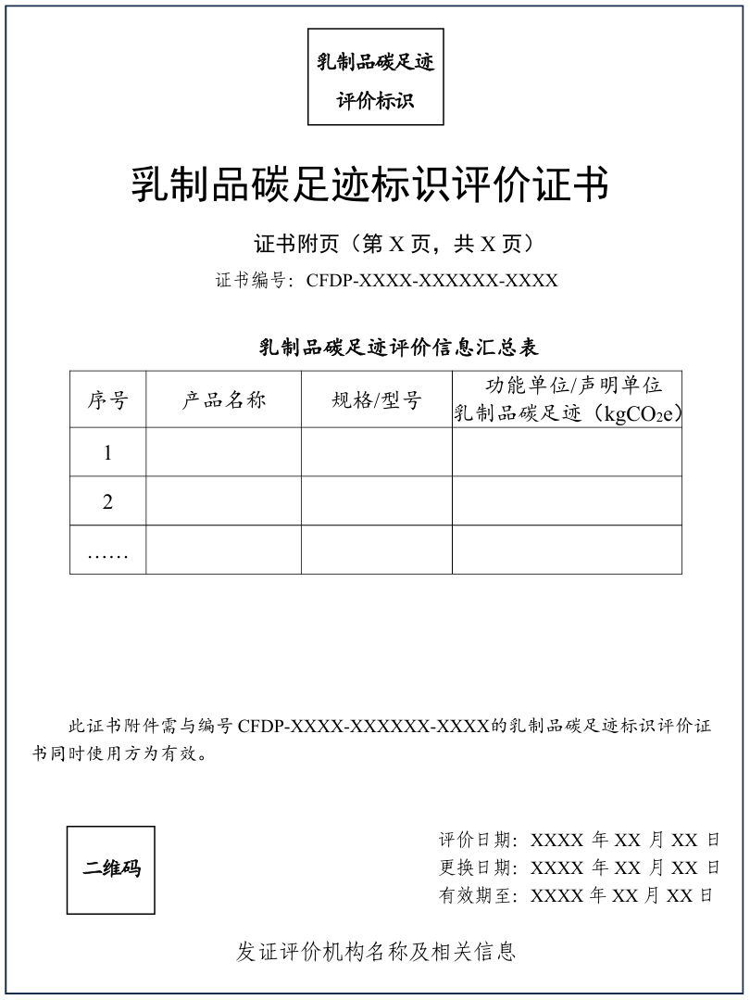 乳制品碳足迹
评价标识
乳制品碳足迹标识评价证书
证书附页（第 X 页，共 X 页）
证书编号：CFDP-XXXX-XXXXXX-XXXX
乳制品碳足迹评价信息汇总表
序号 产品名称 规格/型号 功能单位/声明单位
乳制品碳足迹（kgCO₂e）
1
2
……
此证书附件需与编号 CFDP-XXXX-XXXXXX-XXXX的乳制品碳足迹标识评价证
书同时使用方为有效。
二维码
评价日期：XXXX 年 XX 月 XX 日
更换日期：XXXX 年 XX 月 XX 日
有效期至：XXXX 年 XX 月 XX 日
发证评价机构名称及相关信息